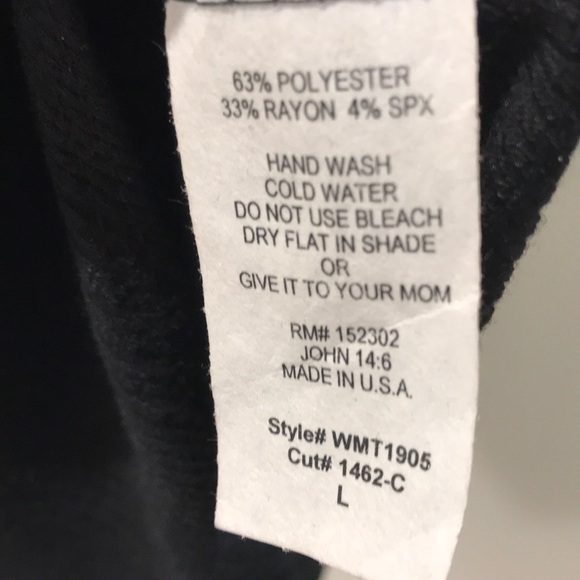 63% POLYESTER
33% RAYON 4% SPX
HAND WASH
COLD WATER
DO NOT USE BLEACH
DRY FLAT IN SHADE
OR
GIVE IT TO YOUR MOM
RM# 152302
JOHN 14:6
MADE IN U.S.A.
Style# WMT1905
Cut# 1462-C
L